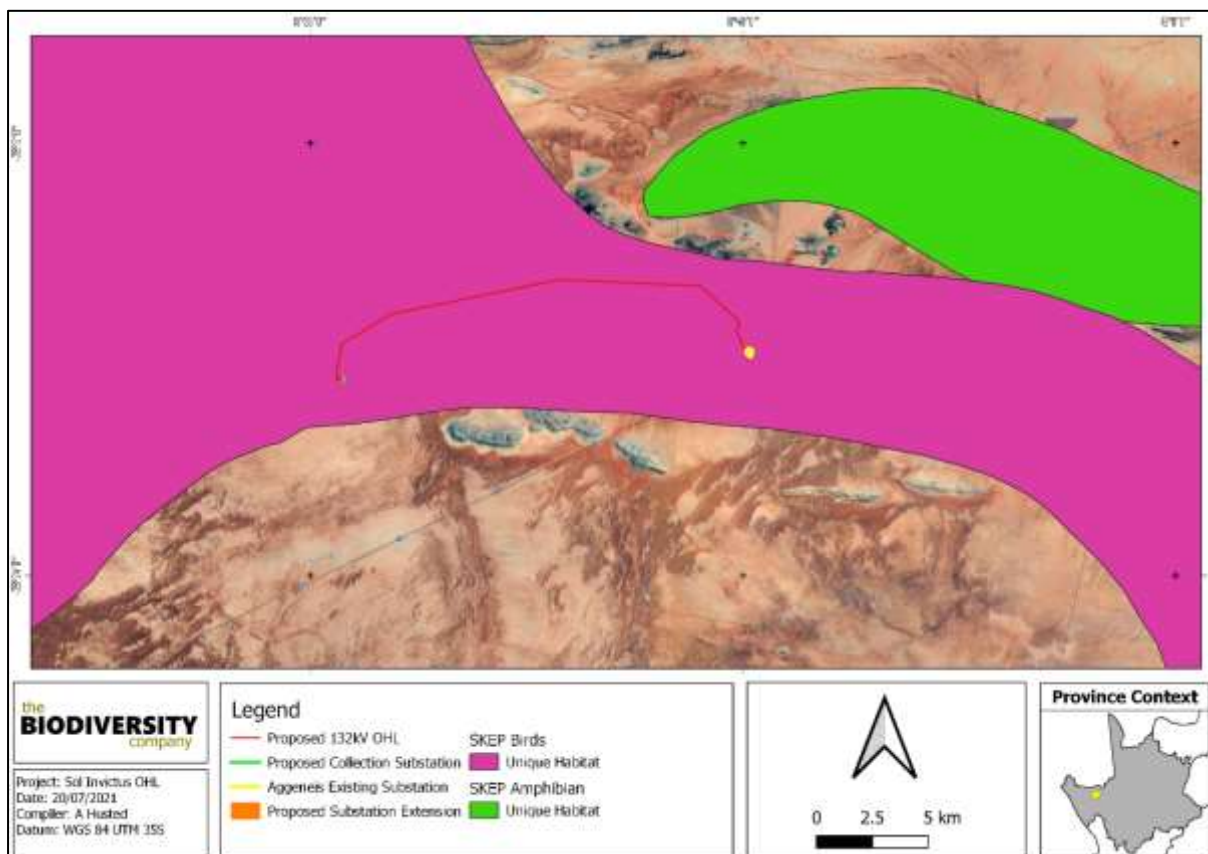 the
BIODIVERSITY
company
Project: Sol Invictus OHL
Date: 20/07/2021
Compiler: A Husted
Datum: WGS 84 UTM 35S
Legend
Proposed 132kV OHL
Proposed Collection Substation
Aggeneis Existing Substation
Proposed Substation Extension
SKEP Birds
Unique Habitat
SKEP Amphibian
Unique Habitat
0 2.5 5 km
Province Context